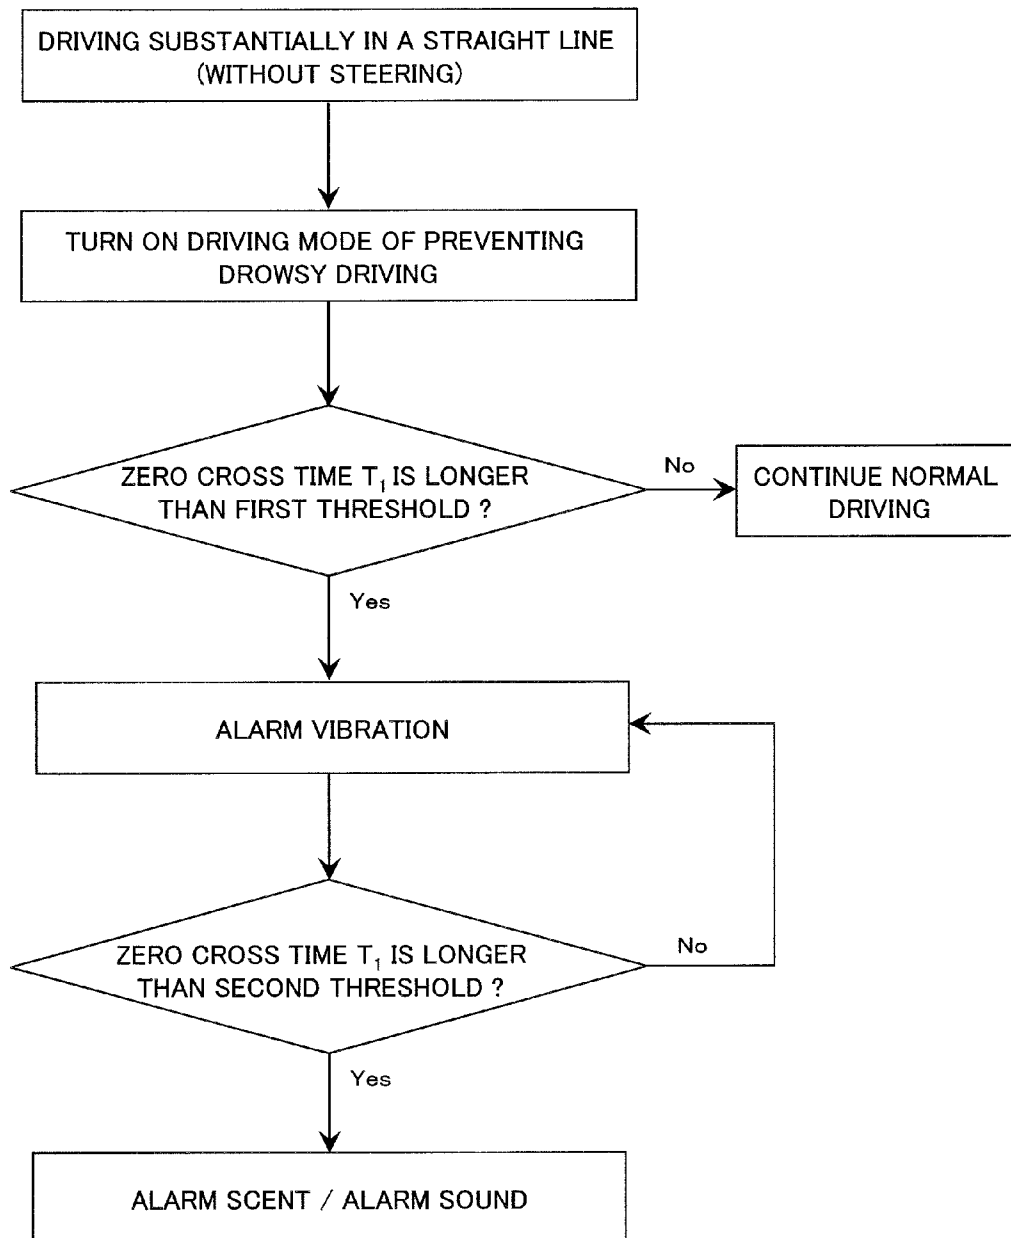 DRIVING SUBSTANTIALLY IN A STRAIGHT LINE
(WITHOUT STEERING)
TURN ON DRIVING MODE OF PREVENTING
DROWSY DRIVING
ZERO CROSS TIME T₁ IS LONGER
THAN FIRST THRESHOLD ?
No
CONTINUE NORMAL
DRIVING
Yes
ALARM VIBRATION
ZERO CROSS TIME T₁ IS LONGER
THAN SECOND THRESHOLD ?
No
Yes
ALARM SCENT / ALARM SOUND